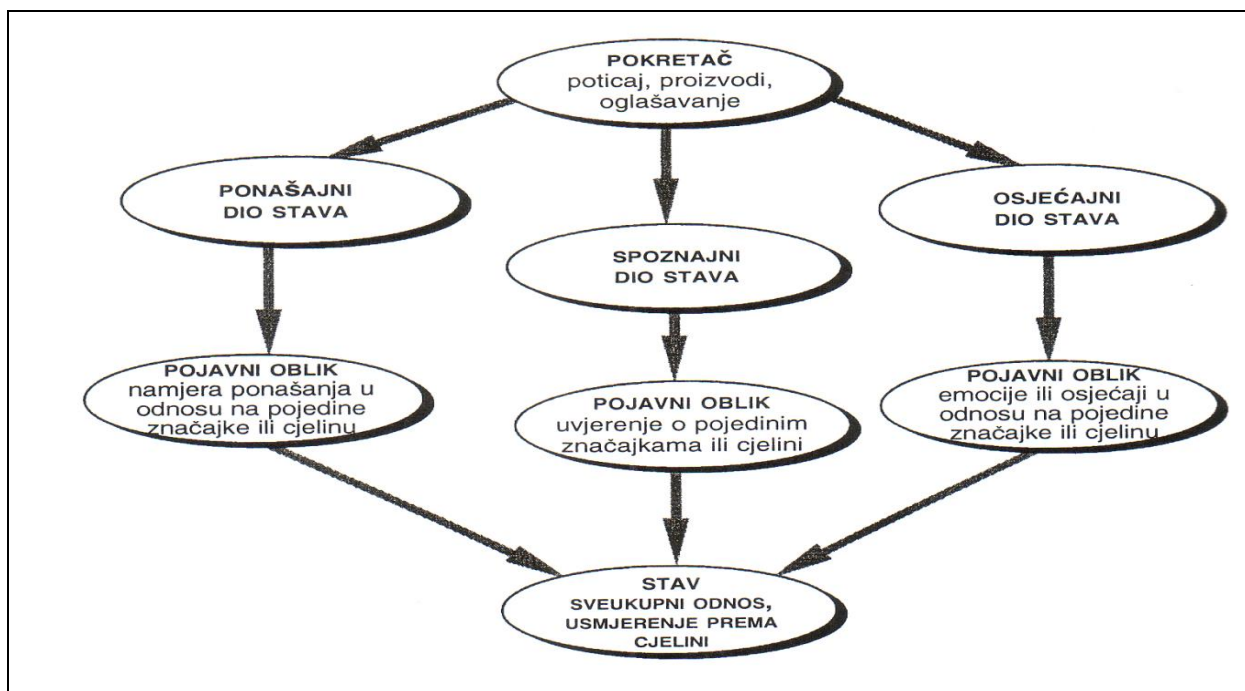 POKRETAČ
poticaj, proizvodi,
oglašavanje
PONAŠAJNI
DIO STAVA
SPOZNAJNI
DIO STAVA
OSJEĆAJNI
DIO STAVA
POJAVNI OBLIK
namjera ponašanja u
odnosu na pojedine
značajke ili cjelinu
POJAVNI OBLIK
uvjerenje o pojedinim
značajkama ili cjelini
POJAVNI OBLIK
emocije ili osjećaji u
odnosu na pojedine
značajke ili cjelinu
STAV
SVEUKUPNI ODNOS,
USMJERENJE PREMA
CJELINI